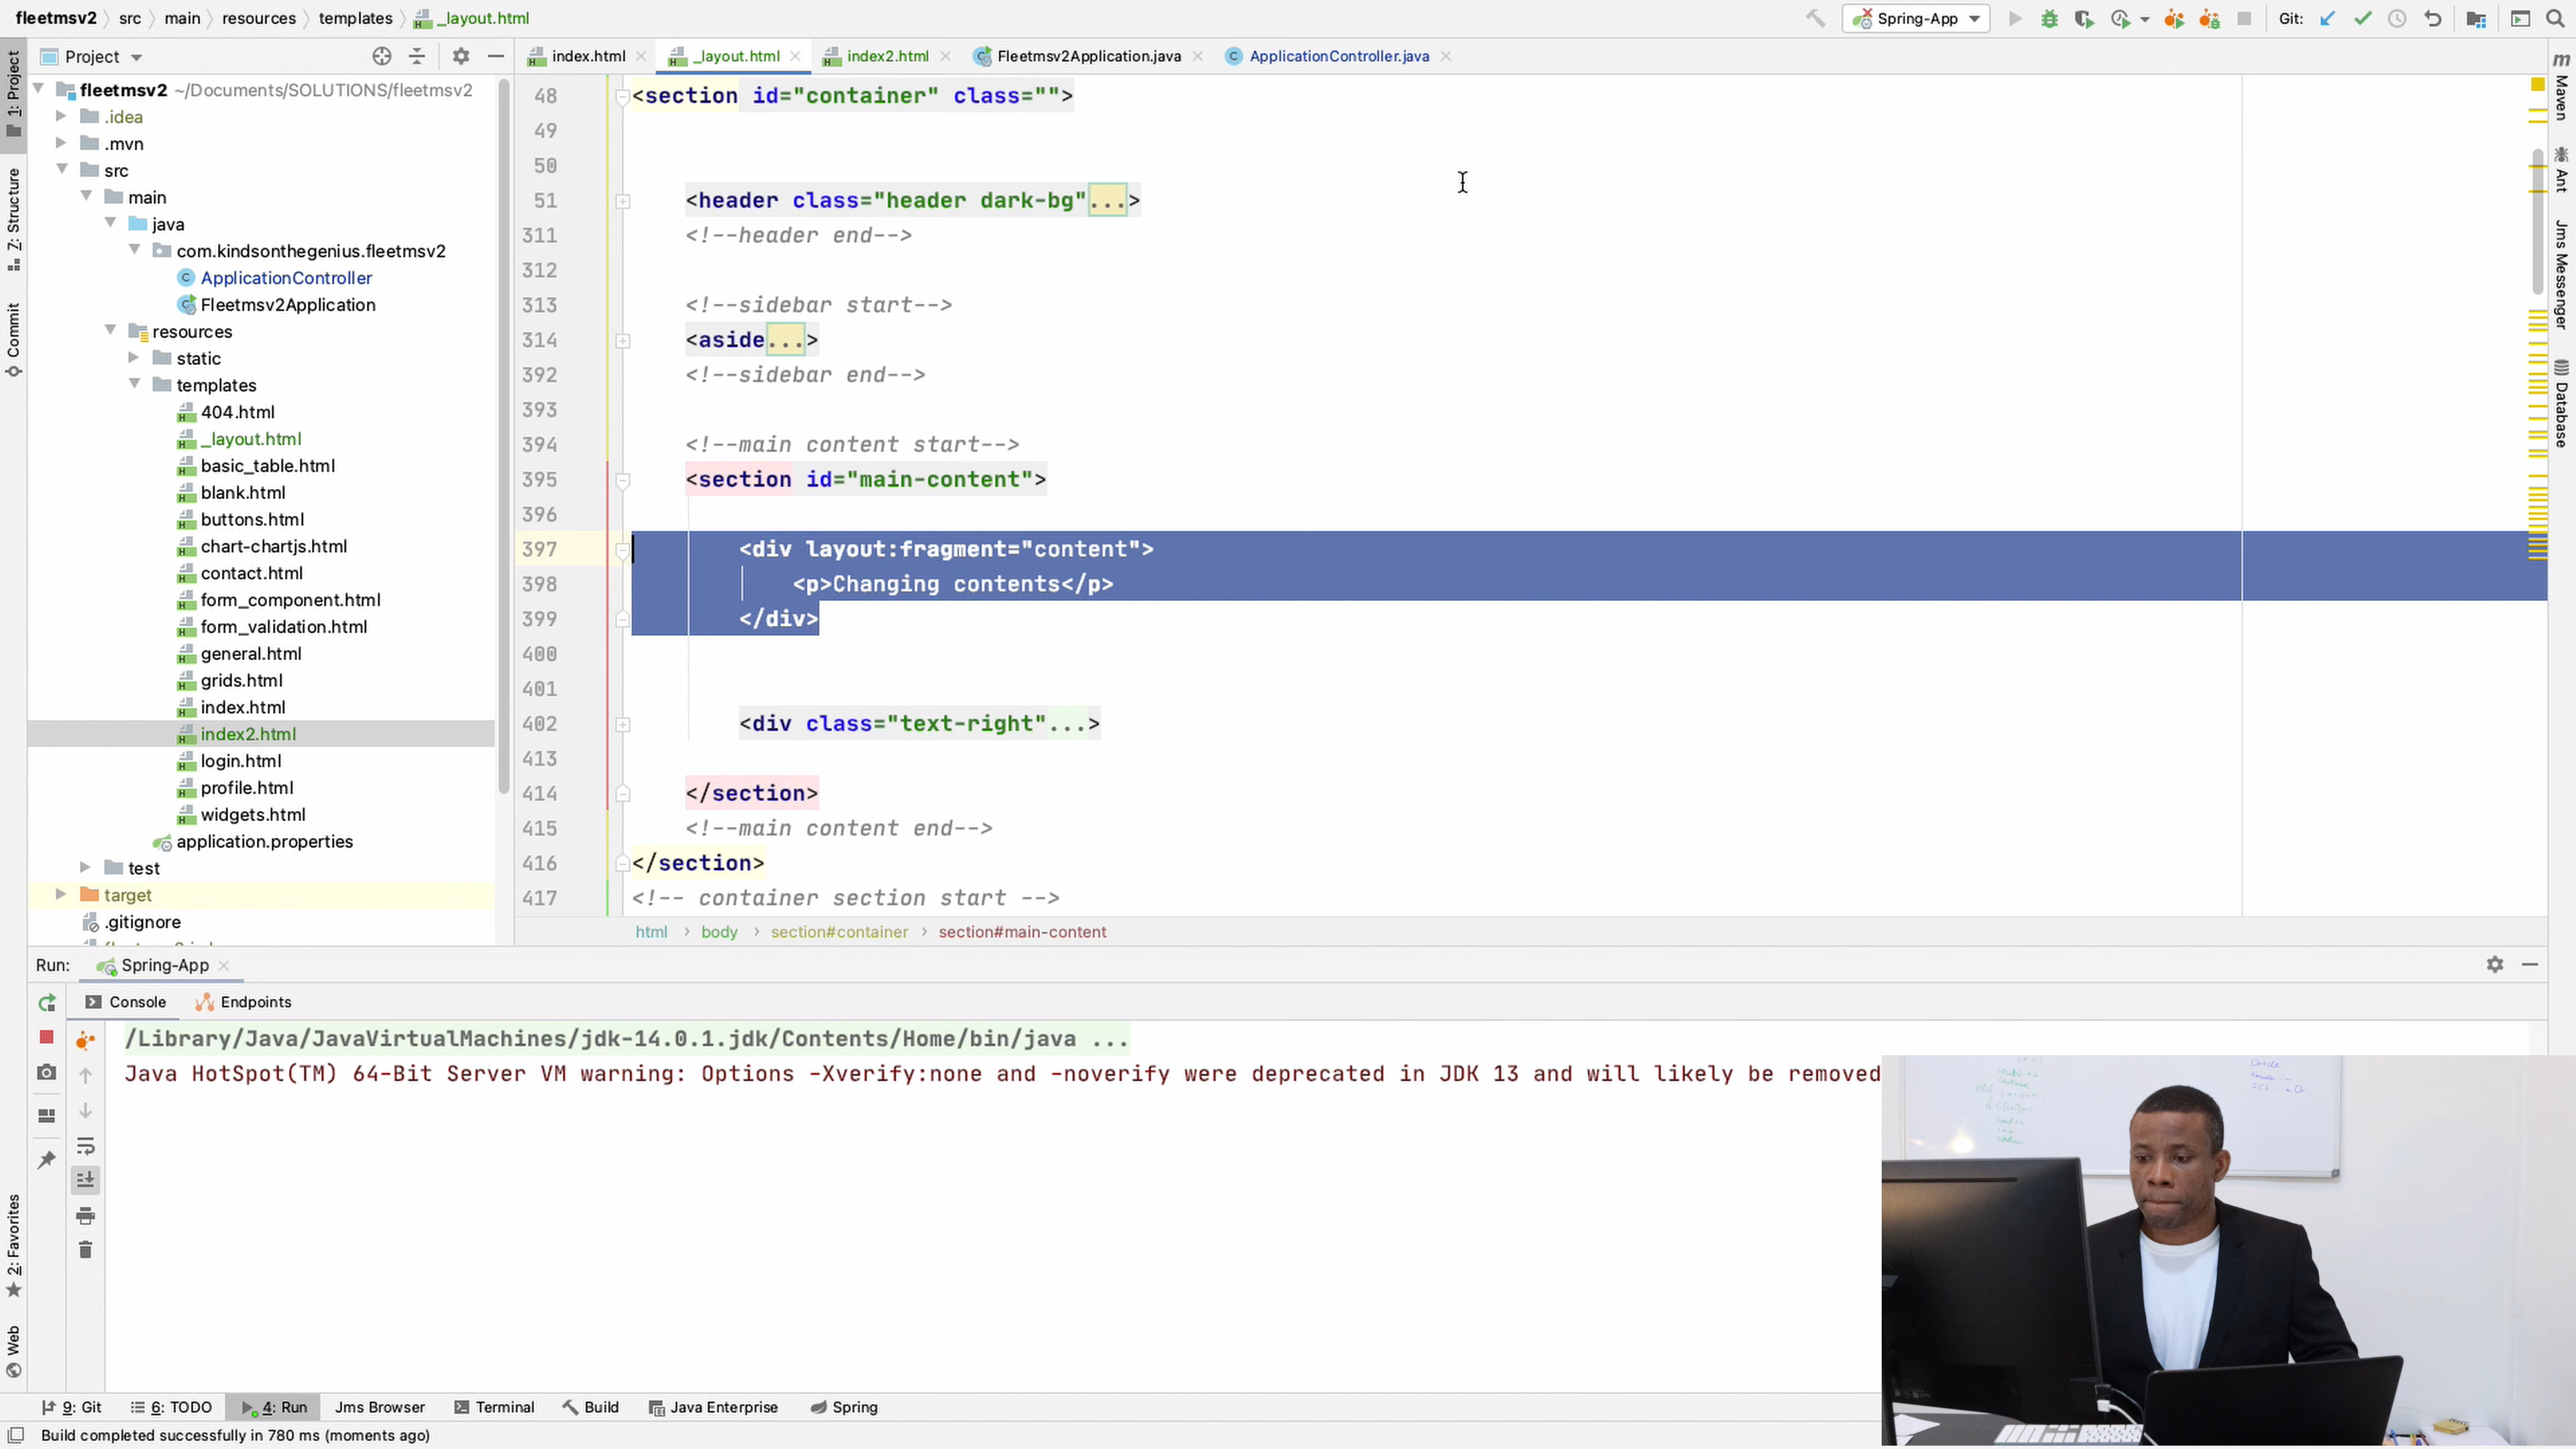 fleetmsv2 src main resources templates _layout.html Spring-App Git:
Project index.html _layout.html index2.html Fleetmsv2Application.java ApplicationController.java
1: Project
Z: Structure
Commit
2: Favorites
Web
fleetmsv2 ~/Documents/SOLUTIONS/fleetmsv2
.idea
.mvn
src
main
java
com.kindsonthegenius.fleetmsv2
ApplicationController
Fleetmsv2Application
resources
static
templates
404.html
_layout.html
basic_table.html
blank.html
buttons.html
chart-chartjs.html
contact.html
form_component.html
form_validation.html
general.html
grids.html
index.html
index2.html
login.html
profile.html
widgets.html
application.properties
test
target
.gitignore
48 <section id="container" class="">
49
50
51 <header class="header dark-bg"...>
311 <!--header end-->
312
313 <!--sidebar start-->
314 <aside...>
392 <!--sidebar end-->
393
394 <!--main content start-->
395 <section id="main-content">
396
397 <div layout:fragment="content">
398 <p>Changing contents</p>
399 </div>
400
401
402 <div class="text-right"...>
413
414 </section>
415 <!--main content end-->
416 </section>
417 <!-- container section start -->
html body section#container section#main-content
m Maven
Ant
Jms Messenger
Database
Run: Spring-App
Console Endpoints
/Library/Java/JavaVirtualMachines/jdk-14.0.1.jdk/Contents/Home/bin/java ...
Java HotSpot(TM) 64-Bit Server VM warning: Options -Xverify:none and -noverify were deprecated in JDK 13 and will likely be removed
9: Git 6: TODO 4: Run Jms Browser Terminal Build Java Enterprise Spring
Build completed successfully in 780 ms (moments ago)